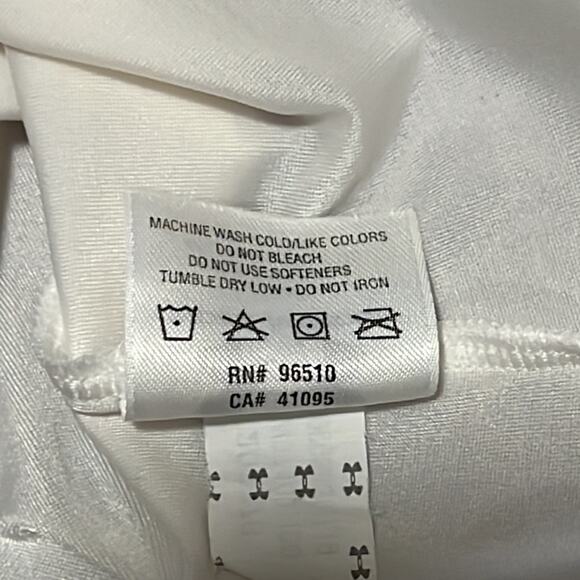 MACHINE WASH COLD/LIKE COLORS
DO NOT BLEACH
DO NOT USE SOFTENERS
TUMBLE DRY LOW • DO NOT IRON
RN# 96510
CA# 41095